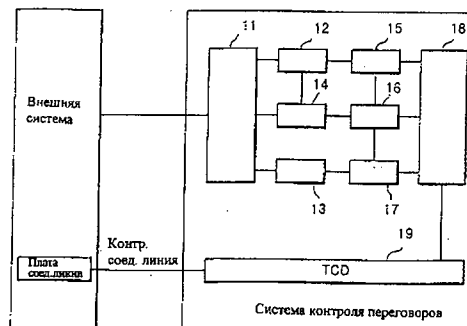 11
12
15
18
Внешняя
система
14
16
13
17
Контр.
соед. линия
Плата
соед.линии
19
TCD
Система контроля переговоров